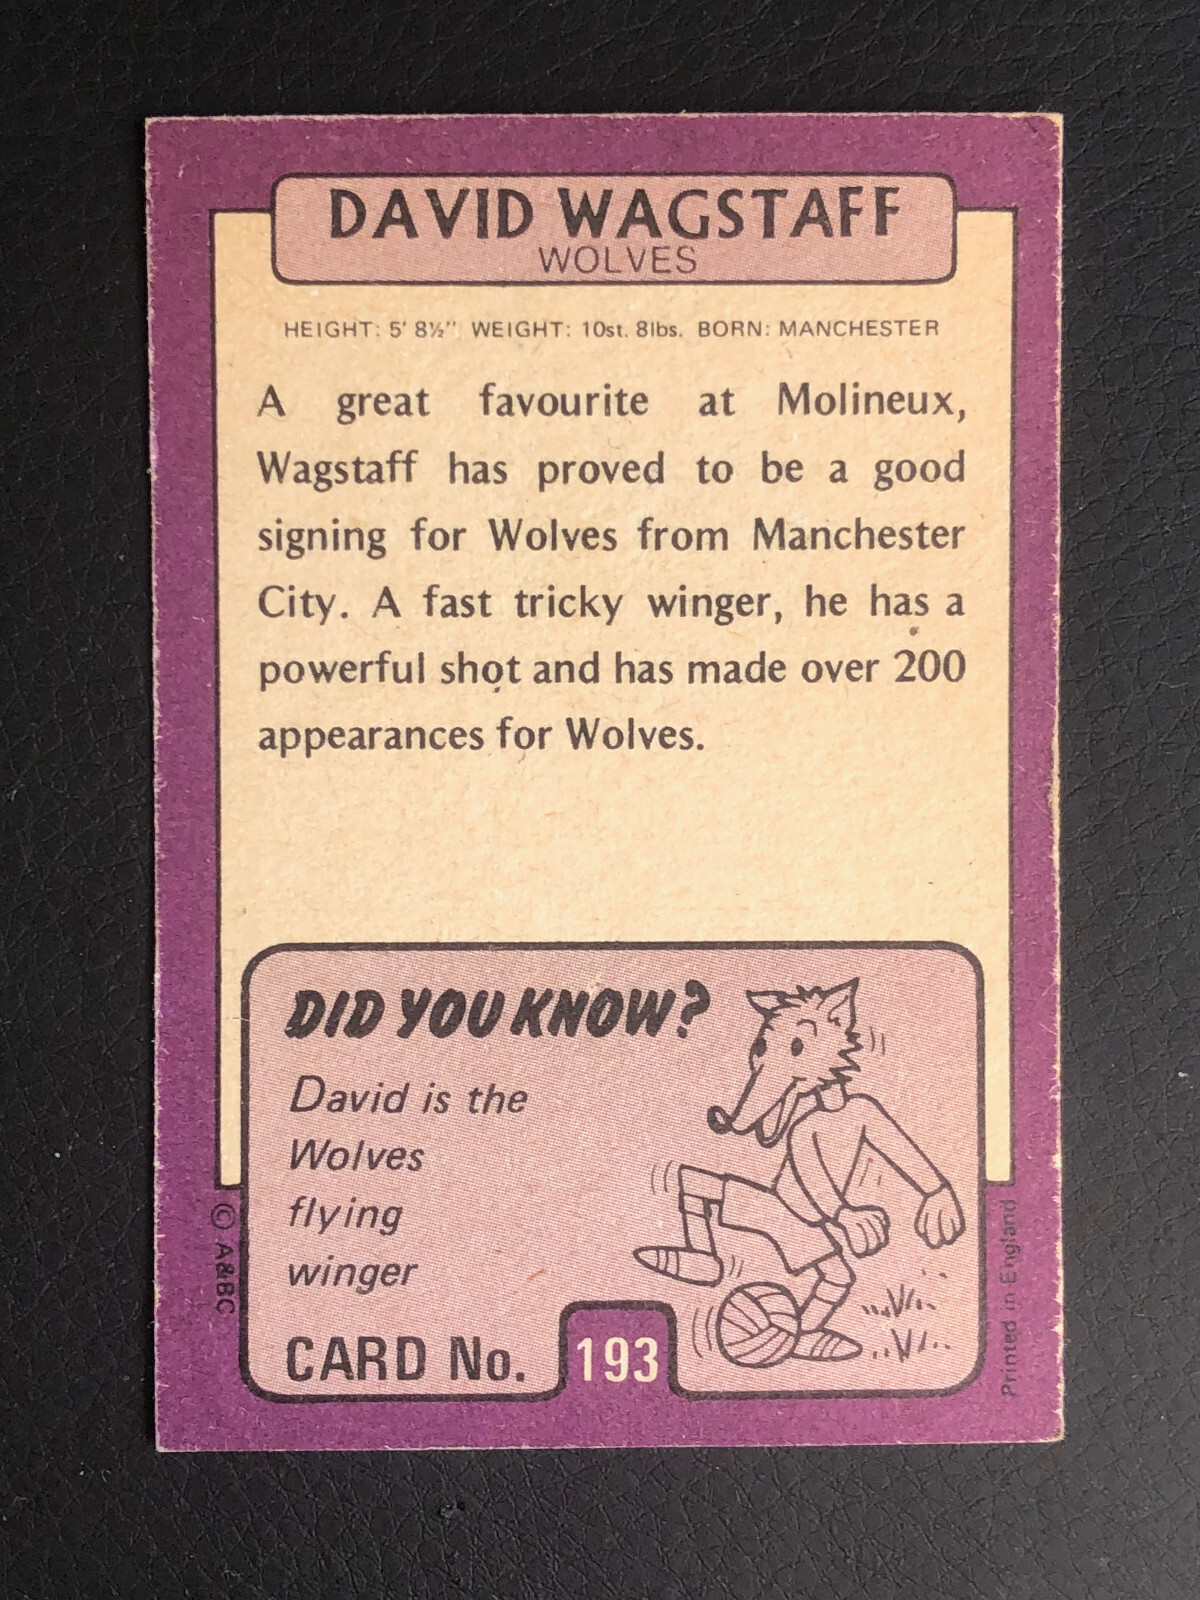 DAVID WAGSTAFF
WOLVES
HEIGHT: 5' 8½" WEIGHT: 10st. 8lbs. BORN: MANCHESTER
A great favourite at Molineux,
Wagstaff has proved to be a good
signing for Wolves from Manchester
City. A fast tricky winger, he has a
powerful shot and has made over 200
appearances for Wolves.
DID YOU KNOW?
David is the
Wolves
flying
winger
CARD No. 193
© A&BC
Printed in England